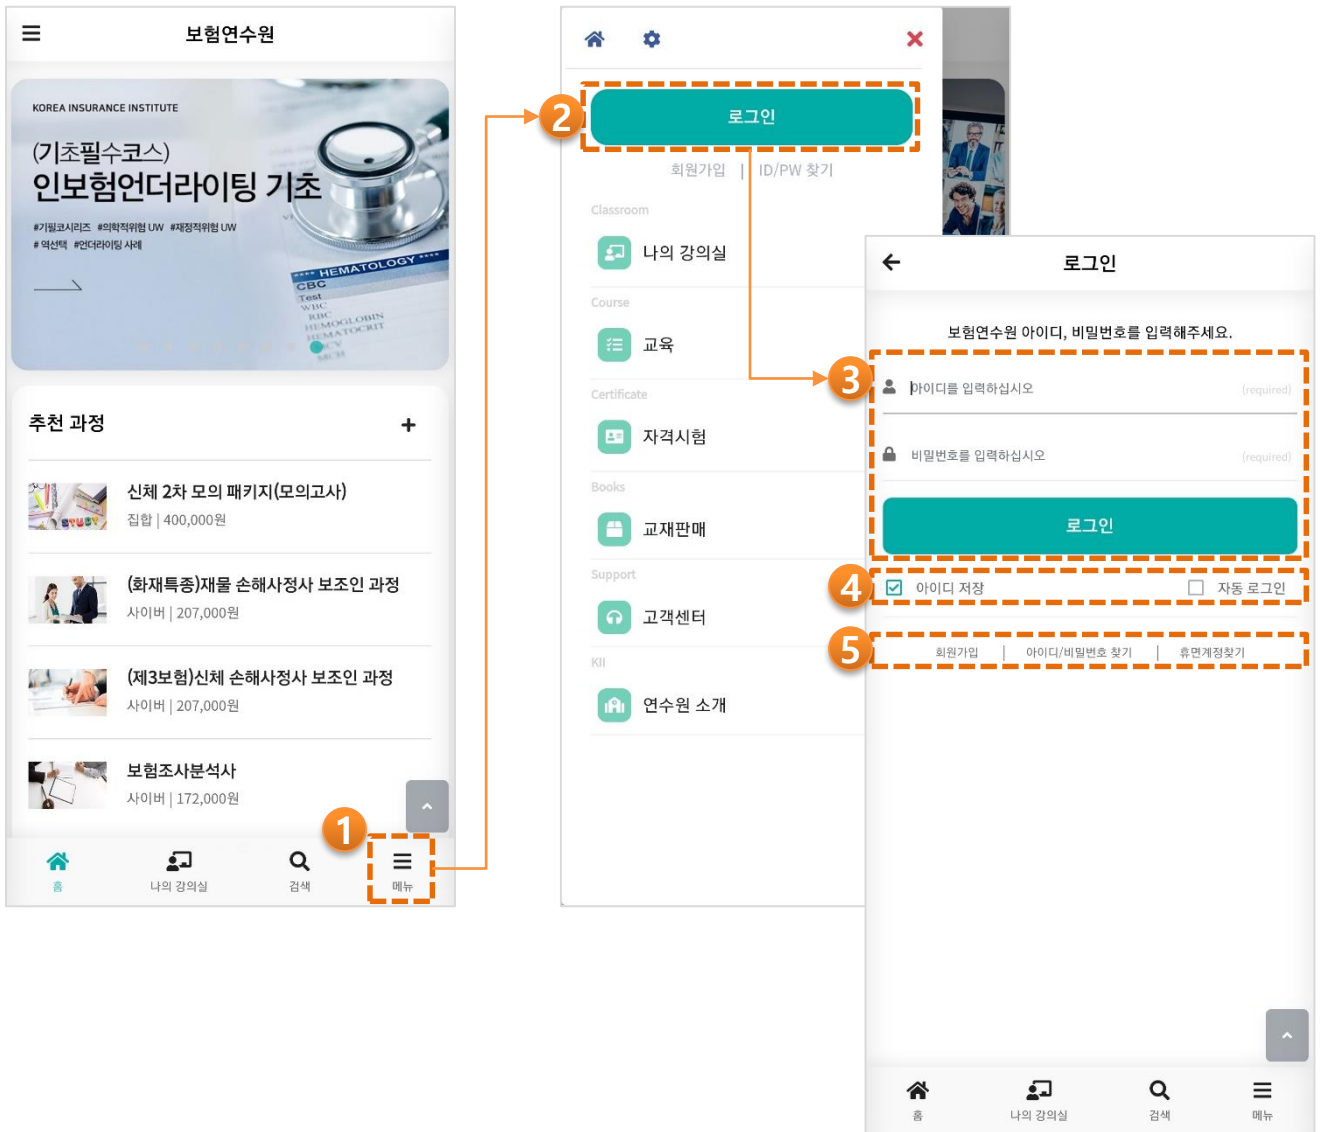 보험연수원
KOREA INSURANCE INSTITUTE
(기초필수코스)
인보험언더라이팅 기초
#기필코시리즈 #의학적위험 UW #재정적위험 UW
# 역선택 #언더라이팅 사례
**** HEMATOLOGY ****
CBC
Test
WBC
RBC
HEMOGLOBIN
HEMATOCRIT
MCV
MCH
추천 과정
+
STUDY
신체 2차 모의 패키지(모의고사)
집합 | 400,000원
(화재특종)재물 손해사정사 보조인 과정
사이버 | 207,000원
(제3보험)신체 손해사정사 보조인 과정
사이버 | 207,000원
보험조사분석사
사이버 | 172,000원
1
홈
나의 강의실
검색
메뉴
2
로그인
회원가입 | ID/PW 찾기
Classroom
나의 강의실
Course
교육
Certificate
자격시험
Books
교재판매
Support
고객센터
KII
연수원 소개
로그인
보험연수원 아이디, 비밀번호를 입력해주세요.
3
아이디를 입력하십시오 (required)
비밀번호를 입력하십시오 (required)
로그인
4
아이디 저장 자동 로그인
5
회원가입 | 아이디/비밀번호 찾기 | 휴면계정찾기
홈
나의 강의실
검색
메뉴